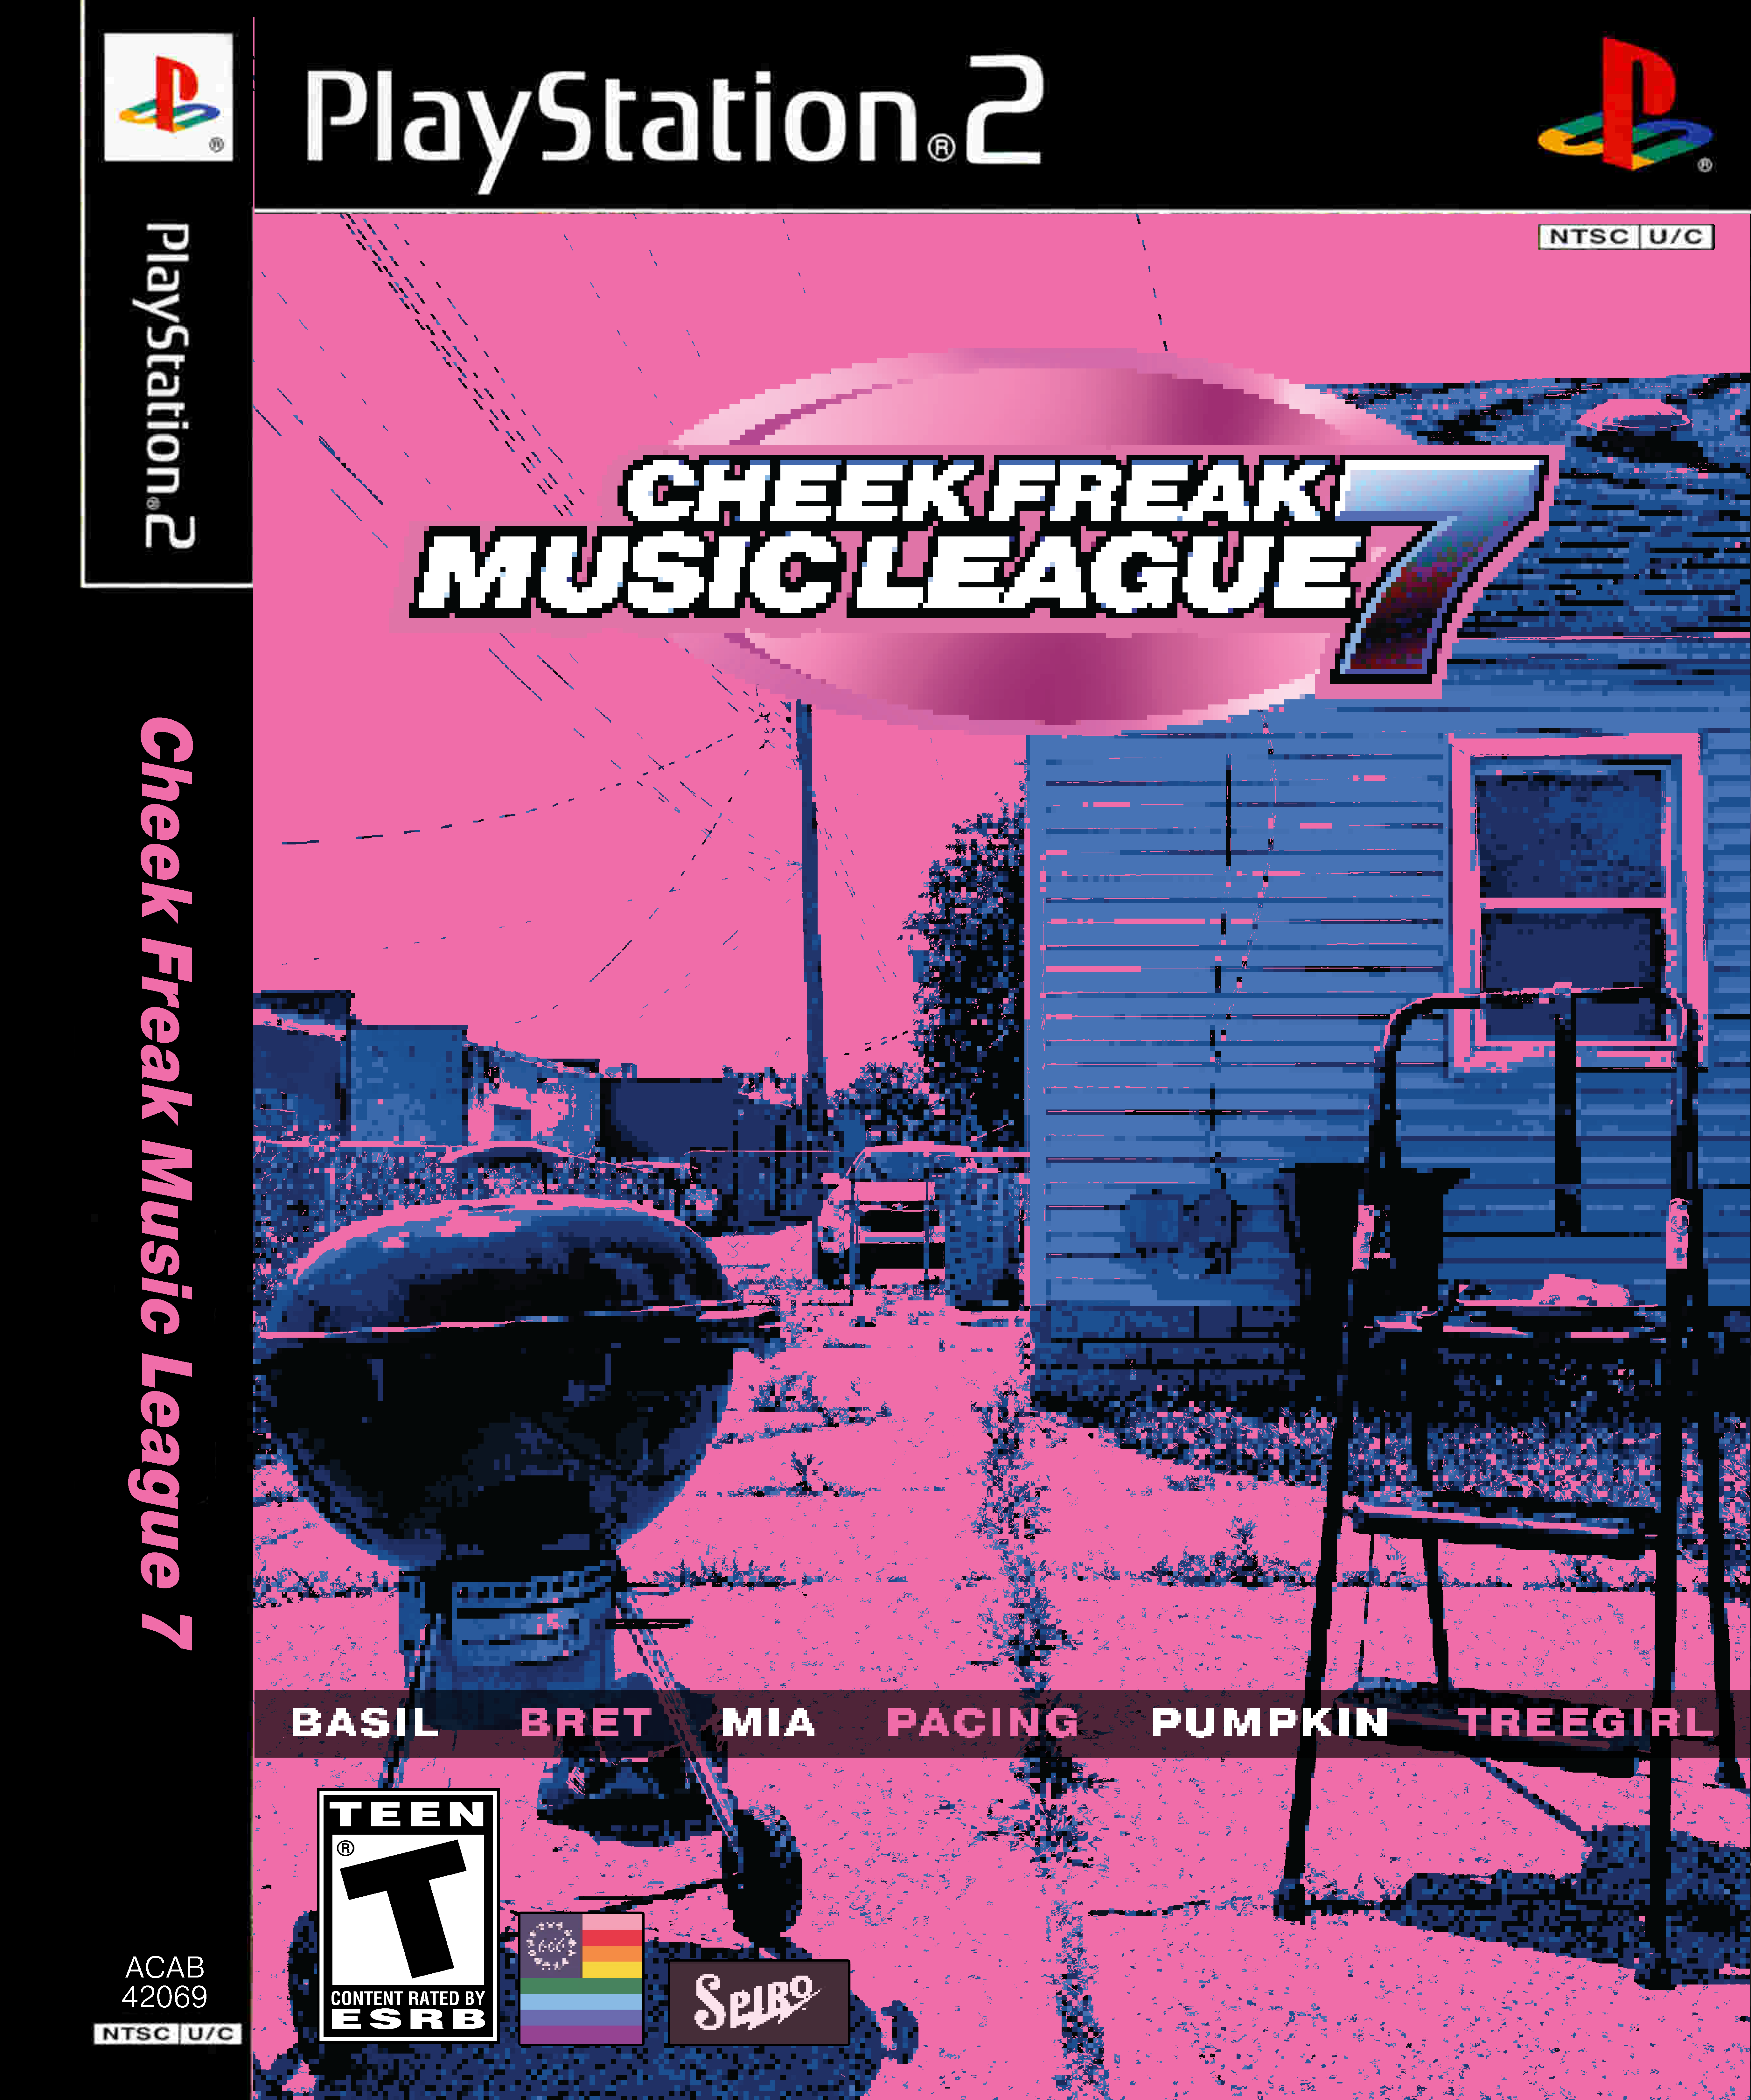 PlayStation®2
Cheek Freak Music League 7
ACAB
42069
NTSC U/C
PlayStation®2
NTSC U/C
CHEEK FREAK
MUSIC LEAGUE 7
BASIL BRET MIA PACING PUMPKIN TREEGIRL
TEEN
T
CONTENT RATED BY
ESRB
SPIRO